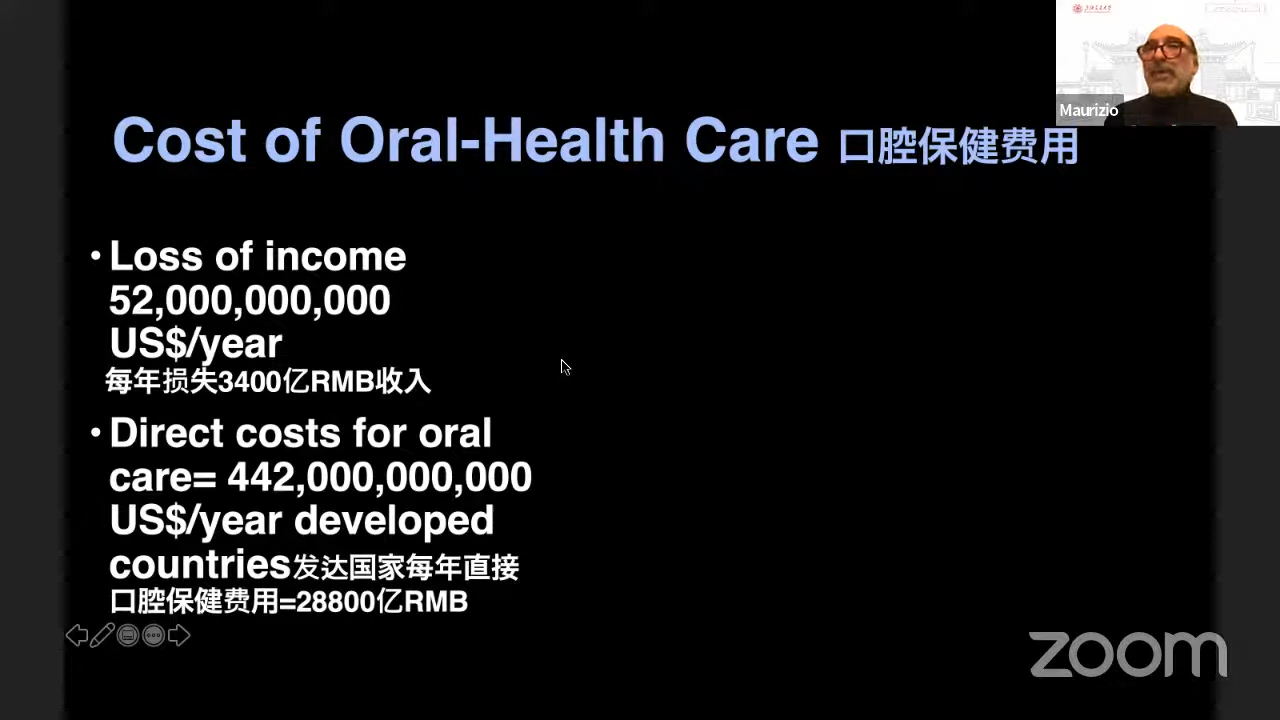 Maurizio
Cost of Oral-Health Care 口腔保健费用
• Loss of income
52,000,000,000
US$/year
每年损失3400亿RMB收入
• Direct costs for oral
care= 442,000,000,000
US$/year developed
countries发达国家每年直接
口腔保健费用=28800亿RMB
zoom